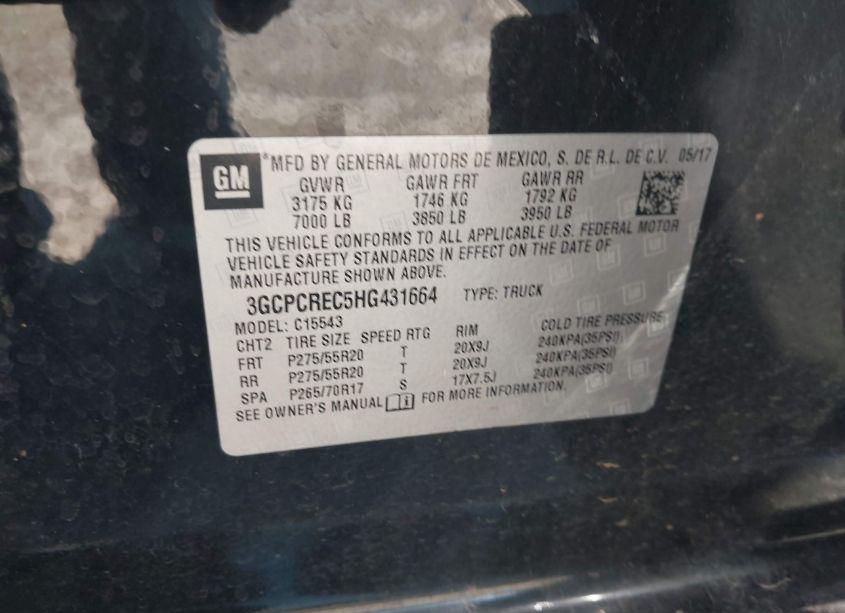 GM
®MFD BY GENERAL MOTORS DE MEXICO, S. DE R.L. DE C.V. 05/17
GVWR GAWR FRT GAWR RR
3175 KG 1746 KG 1792 KG
7000 LB 3850 LB 3950 LB
THIS VEHICLE CONFORMS TO ALL APPLICABLE U.S. FEDERAL MOTOR
VEHICLE SAFETY STANDARDS IN EFFECT ON THE DATE OF
MANUFACTURE SHOWN ABOVE.
3GCPCREC5HG431664 TYPE: TRUCK
MODEL: C15543
CHT2 TIRE SIZE SPEED RTG RIM COLD TIRE PRESSURE
FRT P275/55R20 T 20X9J 240KPA(35PSI)
RR P275/55R20 T 20X9J 240KPA(35PSI)
SPA P265/70R17 S 17X7.5J 240KPA(35PSI)
SEE OWNER'S MANUAL FOR MORE INFORMATION.